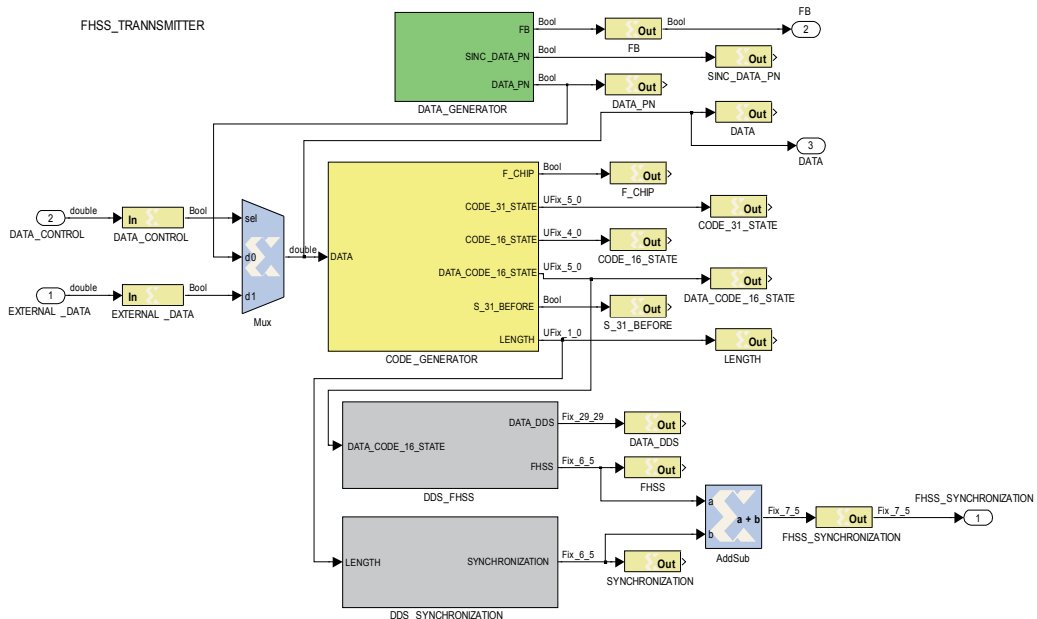 FHSS_TRANNSMITTER
FB
Bool
Bool
FB
Out
2
FB
SINC_DATA_PN
Bool
Out
SINC_DATA_PN
DATA_PN
Bool
Out
DATA_PN
DATA_GENERATOR
Out
DATA
3
DATA
F_CHIP
Bool
Out
F_CHIP
CODE_31_STATE
UFix_5_0
Out
CODE_31_STATE
2
double
In
Bool
sel
DATA_CONTROL
DATA_CONTROL
CODE_16_STATE
UFix_4_0
Out
CODE_16_STATE
d0
double
DATA
DATA_CODE_16_STATE
UFix_5_0
Out
DATA_CODE_16_STATE
1
double
In
Bool
d1
EXTERNAL _DATA
EXTERNAL _DATA
Mux
S_31_BEFORE
Bool
Out
S_31_BEFORE
LENGTH
UFix_1_0
Out
LENGTH
CODE_GENERATOR
DATA_DDS
Fix_29_29
Out
DATA_DDS
DATA_CODE_16_STATE
FHSS
Fix_6_5
Out
FHSS
DDS_FHSS
a
a + b
b
AddSub
Fix_7_5
Out
Fix_7_5
FHSS_SYNCHRONIZATION
FHSS_SYNCHRONIZATION
1
LENGTH
SYNCHRONIZATION
Fix_6_5
Out
SYNCHRONIZATION
DDS_SYNCHRONIZATION